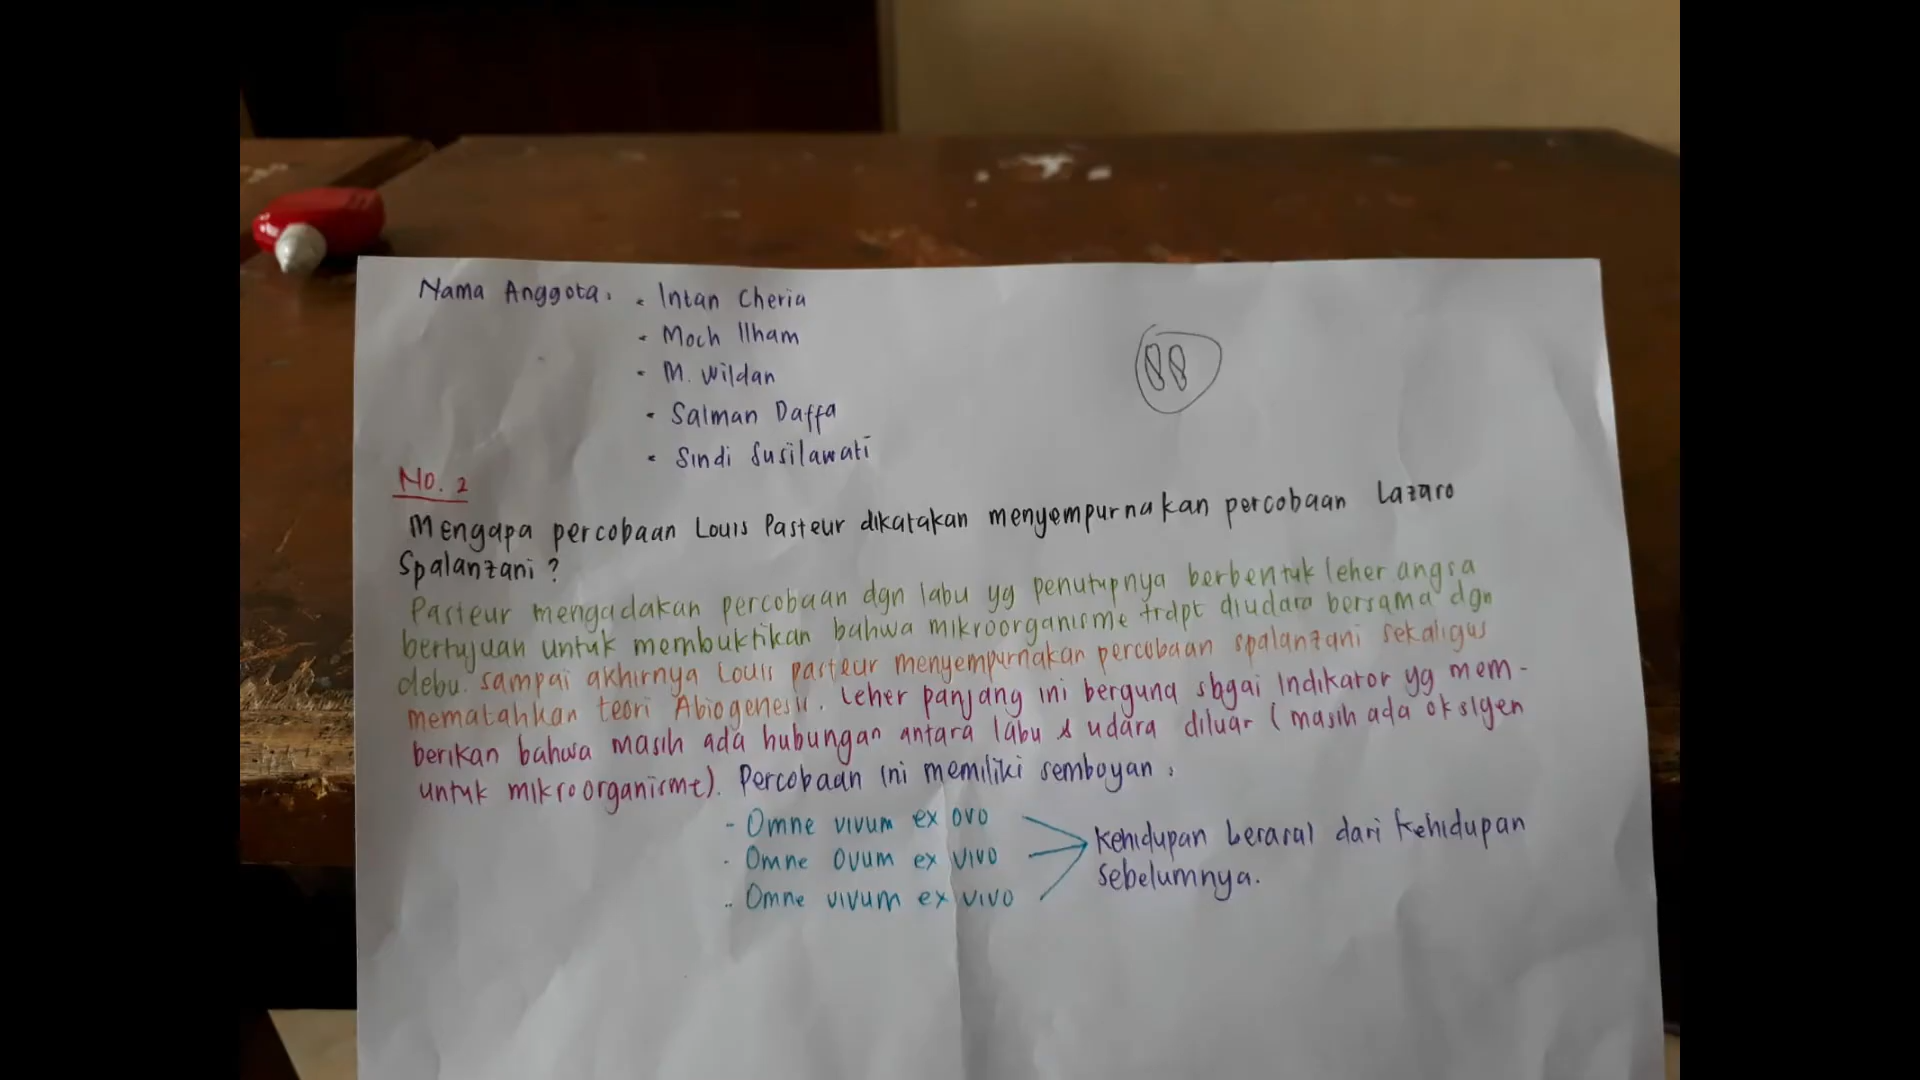 Nama Anggota: - Intan Cheria
- Moch Ilham
- M. Wildan
- Salman Daffa
- Sindi Susilawati
88
No. 2
Mengapa percobaan Louis Pasteur dikatakan menyempurnakan percobaan Lazaro
Spalanzani ?
Pasteur mengadakan percobaan dgn labu yg penutupnya berbentuk leher angsa
bertujuan untuk membuktikan bahwa mikroorganisme trdpt diudara bersama dgn
debu. sampai akhirnya Louis pasteur menyempurnakan percobaan spalanzani sekaligus
mematahkan teori Abiogenesis. Leher panjang ini berguna sbgai Indikator yg mem-
berikan bahwa masih ada hubungan antara labu & udara diluar (masih ada oksigen
untuk mikroorganisme). Percobaan ini memiliki semboyan :
- Omne vivum ex ovo
- Omne ovum ex vivo
- Omne vivum ex vivo
Kehidupan berasal dari kehidupan
sebelumnya.